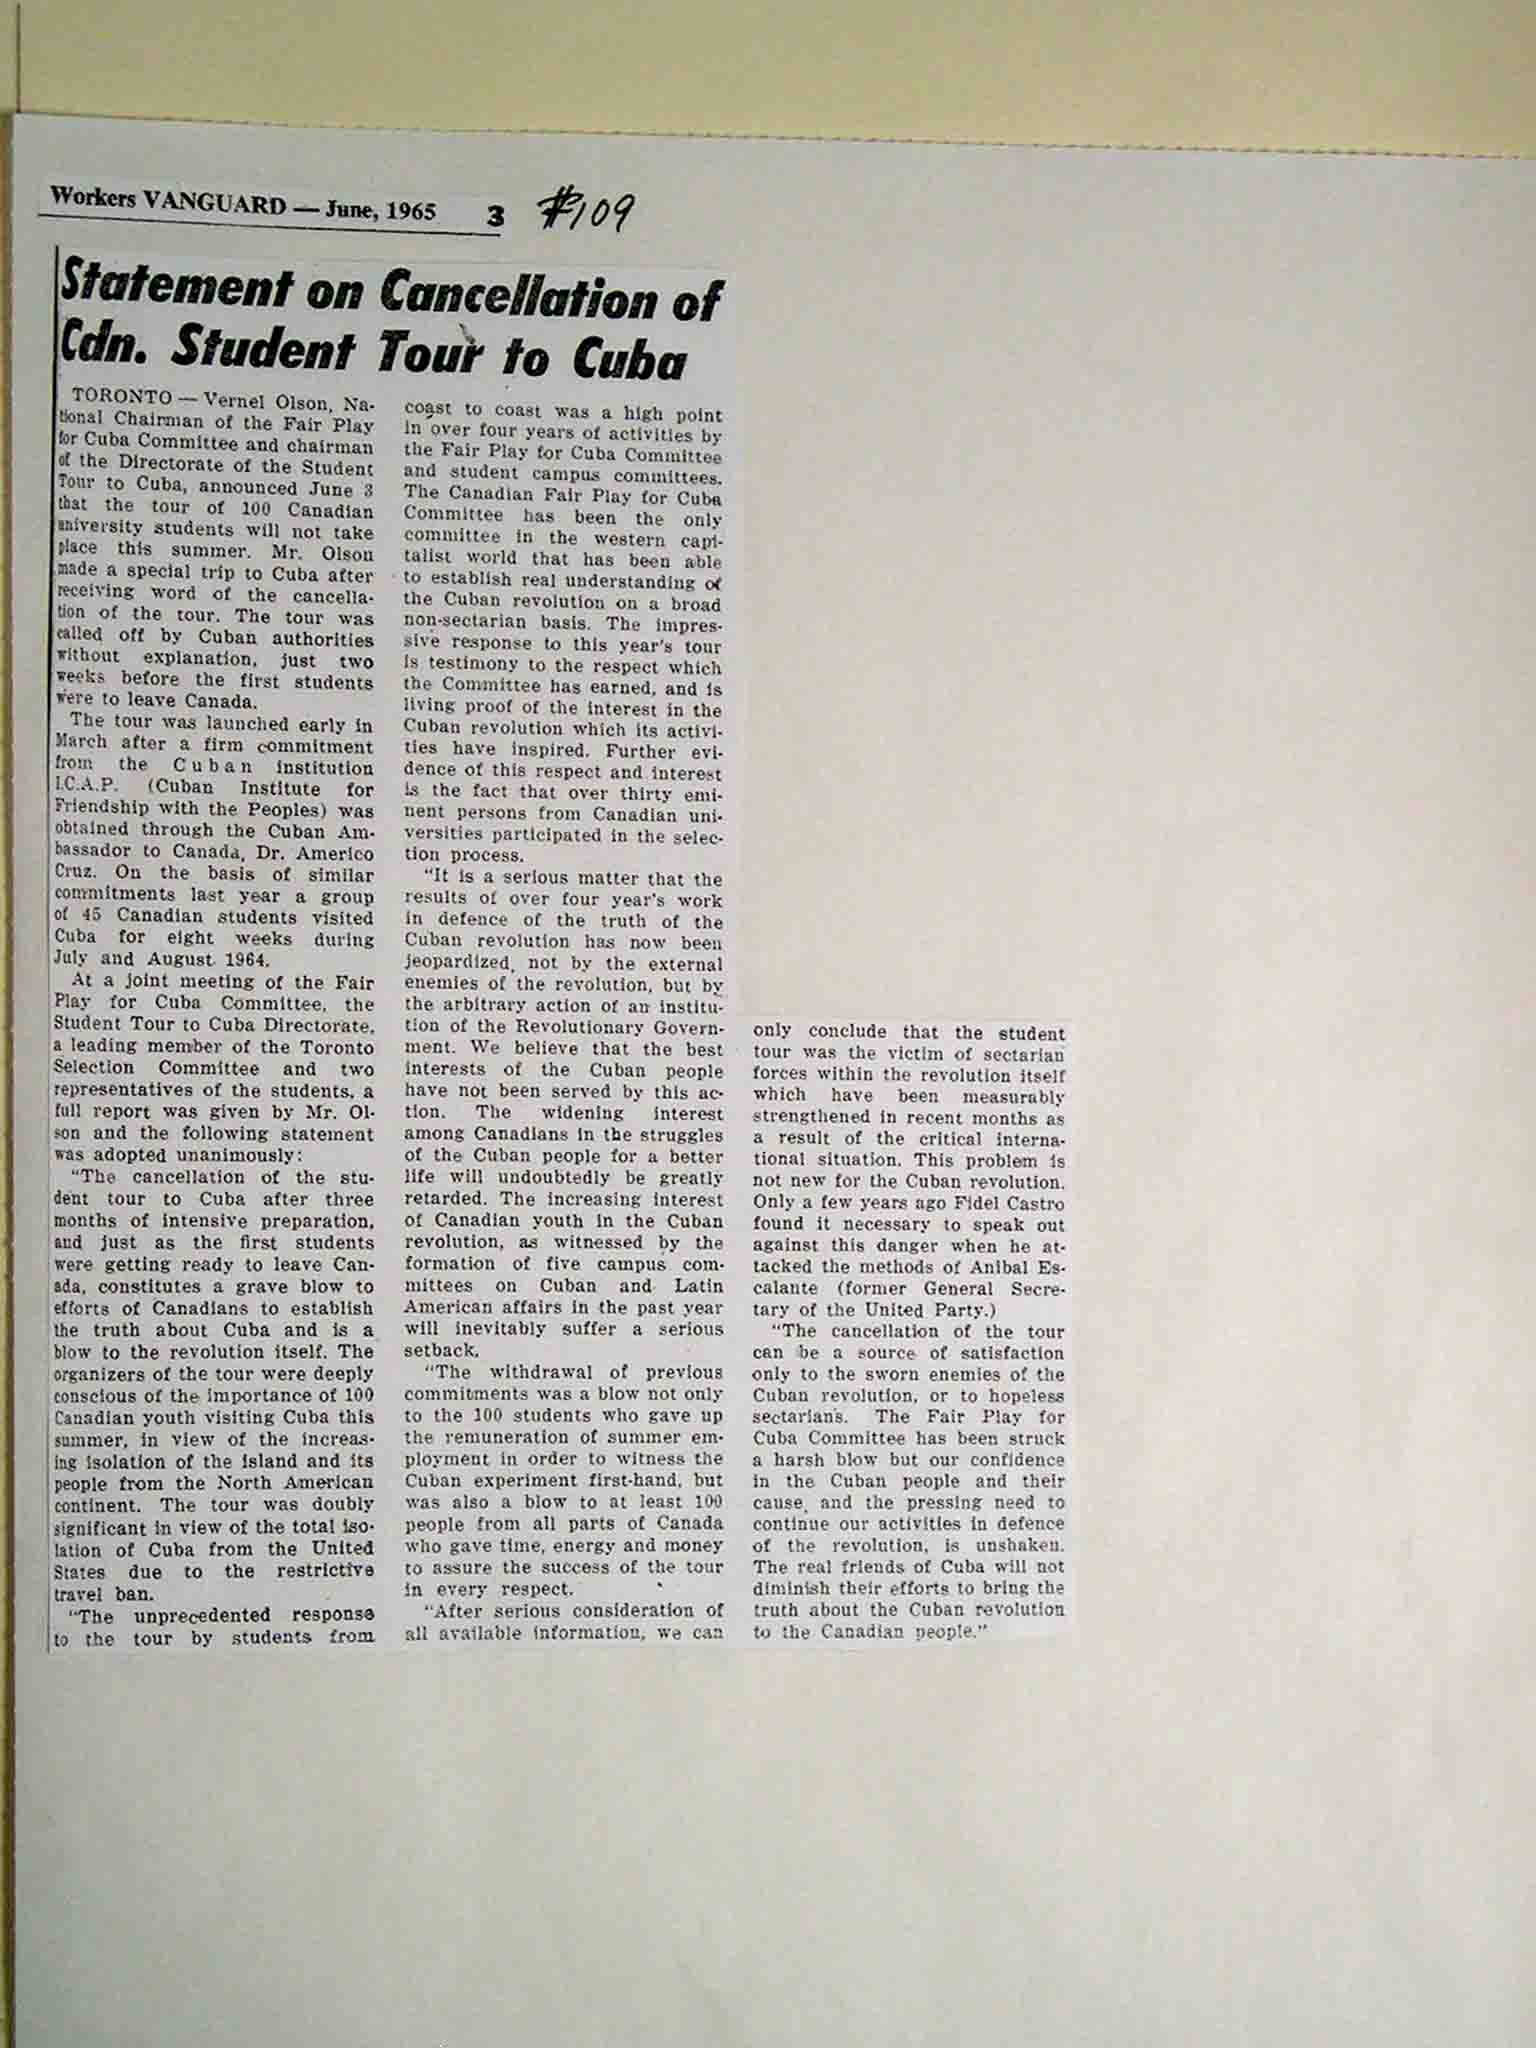 Workers VANGUARD — June, 1965 3 #109
Statement on Cancellation of
Cdn. Student Tour to Cuba
TORONTO — Vernel Olson, Na-
tional Chairman of the Fair Play
for Cuba Committee and chairman
of the Directorate of the Student
Tour to Cuba, announced June 3
that the tour of 100 Canadian
university students will not take
place this summer. Mr. Olson
made a special trip to Cuba after
receiving word of the cancella-
tion of the tour. The tour was
called off by Cuban authorities
without explanation, just two
weeks before the first students
were to leave Canada.
The tour was launched early in
March after a firm commitment
from the Cuban institution
I.C.A.P. (Cuban Institute for
Friendship with the Peoples) was
obtained through the Cuban Am-
bassador to Canada, Dr. Americo
Cruz. On the basis of similar
commitments last year a group
of 45 Canadian students visited
Cuba for eight weeks during
July and August 1964.
At a joint meeting of the Fair
Play for Cuba Committee, the
Student Tour to Cuba Directorate,
a leading member of the Toronto
Selection Committee and two
representatives of the students, a
full report was given by Mr. Ol-
son and the following statement
was adopted unanimously:
"The cancellation of the stu-
dent tour to Cuba after three
months of intensive preparation,
and just as the first students
were getting ready to leave Can-
ada, constitutes a grave blow to
efforts of Canadians to establish
the truth about Cuba and is a
blow to the revolution itself. The
organizers of the tour were deeply
conscious of the importance of 100
Canadian youth visiting Cuba this
summer, in view of the increas-
ing isolation of the island and its
people from the North American
continent. The tour was doubly
significant in view of the total iso-
lation of Cuba from the United
States due to the restrictive
travel ban.
"The unprecedented response
to the tour by students from
coast to coast was a high point
in over four years of activities by
the Fair Play for Cuba Committee
and student campus committees.
The Canadian Fair Play for Cuba
Committee has been the only
committee in the western capi-
talist world that has been able
to establish real understanding of
the Cuban revolution on a broad
non-sectarian basis. The impres-
sive response to this year's tour
is testimony to the respect which
the Committee has earned, and is
living proof of the interest in the
Cuban revolution which its activi-
ties have inspired. Further evi-
dence of this respect and interest
is the fact that over thirty emi-
nent persons from Canadian uni-
versities participated in the selec-
tion process.
"It is a serious matter that the
results of over four year's work
in defence of the truth of the
Cuban revolution has now been
jeopardized, not by the external
enemies of the revolution, but by
the arbitrary action of an institu-
tion of the Revolutionary Govern-
ment. We believe that the best
interests of the Cuban people
have not been served by this ac-
tion. The widening interest
among Canadians in the struggles
of the Cuban people for a better
life will undoubtedly be greatly
retarded. The increasing interest
of Canadian youth in the Cuban
revolution, as witnessed by the
formation of five campus com-
mittees on Cuban and Latin
American affairs in the past year
will inevitably suffer a serious
setback.
"The withdrawal of previous
commitments was a blow not only
to the 100 students who gave up
the remuneration of summer em-
ployment in order to witness the
Cuban experiment first-hand, but
was also a blow to at least 100
people from all parts of Canada
who gave time, energy and money
to assure the success of the tour
in every respect.
"After serious consideration of
all available information, we can
only conclude that the student
tour was the victim of sectarian
forces within the revolution itself
which have been measurably
strengthened in recent months as
a result of the critical interna-
tional situation. This problem is
not new for the Cuban revolution.
Only a few years ago Fidel Castro
found it necessary to speak out
against this danger when he at-
tacked the methods of Anibal Es-
calante (former General Secre-
tary of the United Party.)
"The cancellation of the tour
can be a source of satisfaction
only to the sworn enemies of the
Cuban revolution, or to hopeless
sectarians. The Fair Play for
Cuba Committee has been struck
a harsh blow but our confidence
in the Cuban people and their
cause, and the pressing need to
continue our activities in defence
of the revolution, is unshaken.
The real friends of Cuba will not
diminish their efforts to bring the
truth about the Cuban revolution
to the Canadian people."